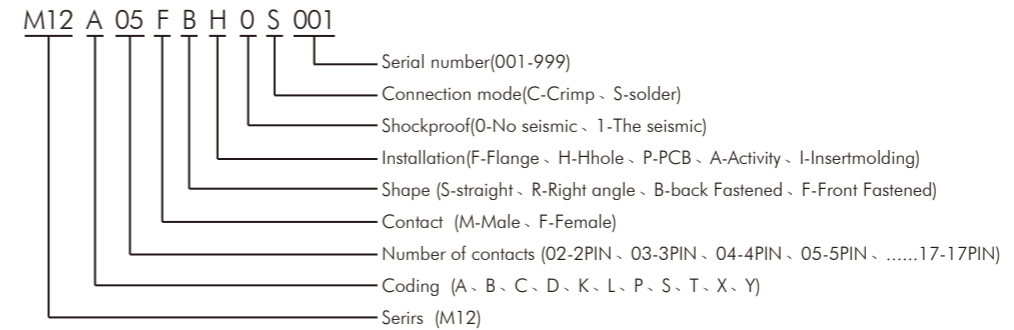 M12 A 05 F B H 0 S 001
Serial number(001-999)
Connection mode(C-Crimp、S-solder)
Shockproof(0-No seismic、1-The seismic)
Installation(F-Flange、H-Hhole、P-PCB、A-Activity、I-Insertmolding)
Shape (S-straight、R-Right angle、B-back Fastened、F-Front Fastened)
Contact (M-Male、F-Female)
Number of contacts (02-2PIN、03-3PIN、04-4PIN、05-5PIN、......17-17PIN)
Coding (A、B、C、D、K、L、P、S、T、X、Y)
Serirs (M12)